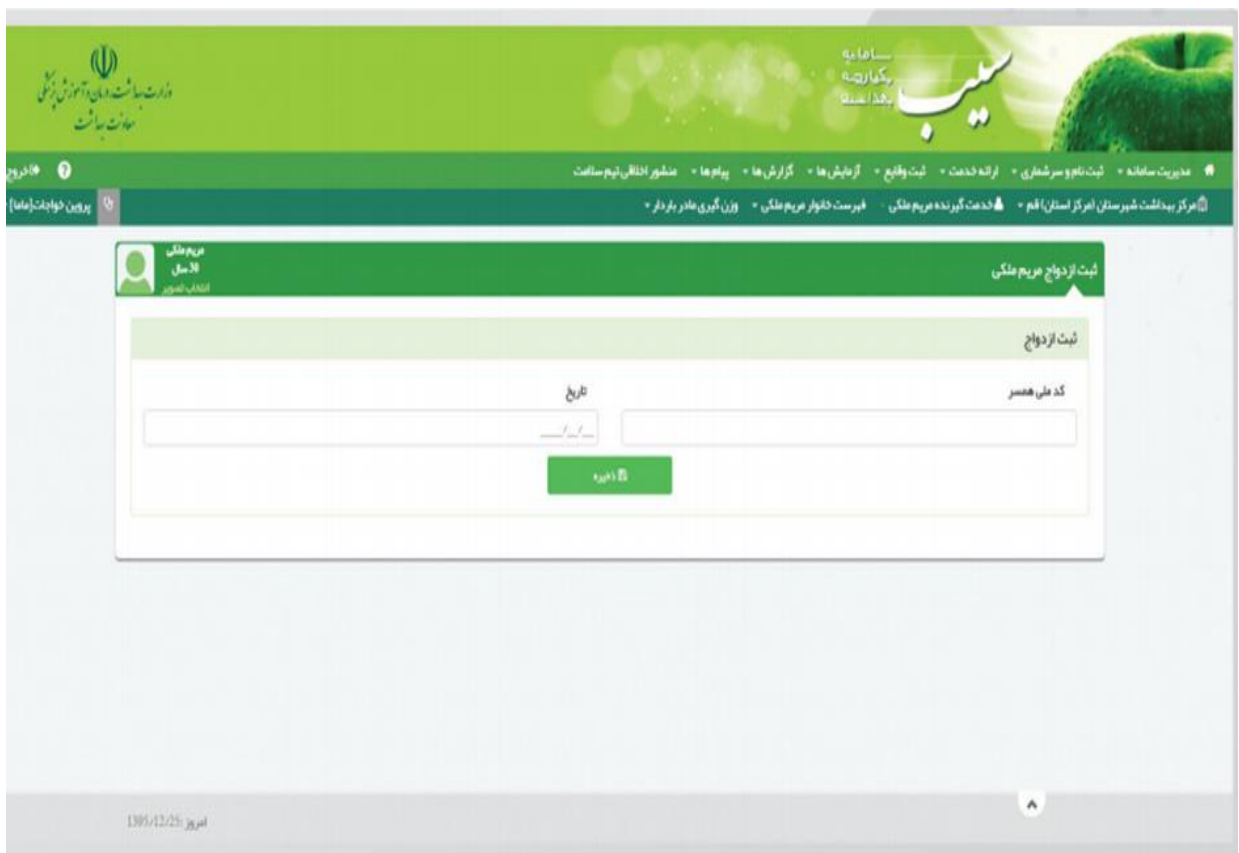 سامانه
یکپارچه
بهداشت
سیب
وزارت بهداشت، درمان و آموزش پزشکی
معاونت بهداشت
مدیریت سامانه ثبت نام و سرشماری ارائه خدمت ثبت وقایع آزمایش ها گزارش ها پیام ها منشور اخلاقی تیم سلامت ? خروج
مرکز بهداشت شهرستان (مرکز استان) قم خدمت گیرنده مریم ملکی فهرست خانوار مریم ملکی وزن گیری مادر باردار پروین خواجات[ماما]
ثبت ازدواج مریم ملکی
مریم ملکی
30 سال
انتخاب تصویر
ثبت ازدواج
کد ملی همسر تاریخ
__/__/____
ذخیره
امروز :1395/12/25